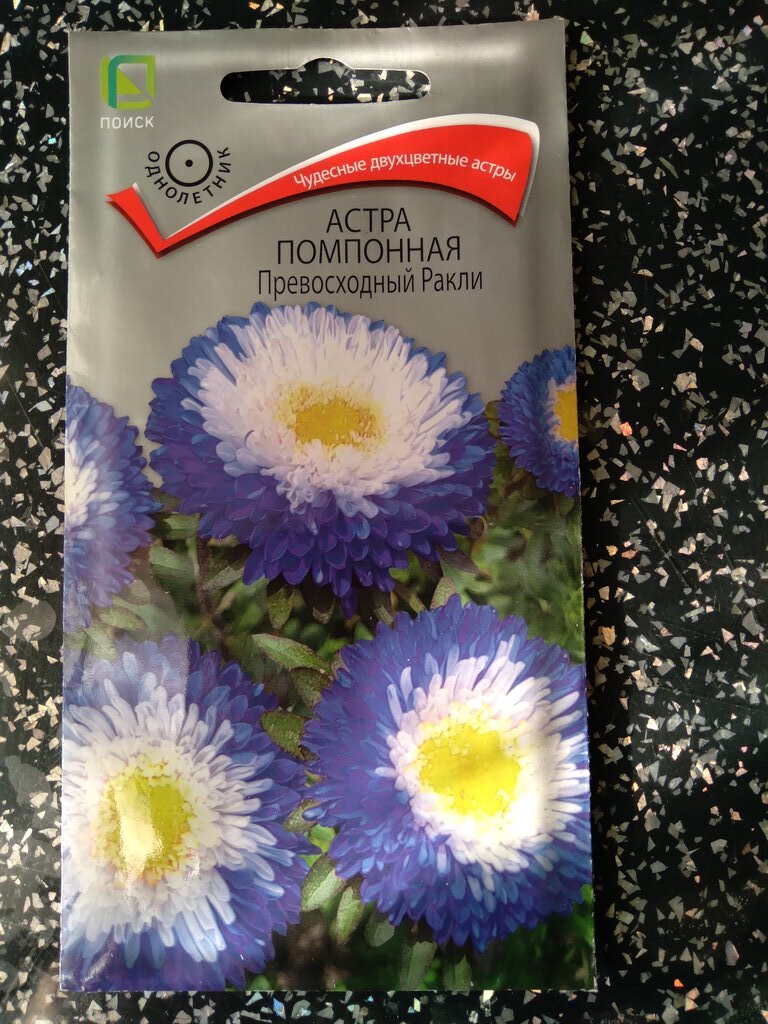 ПОИСК
ОДНОЛЕТНИК
Чудесные двухцветные астры
АСТРА
ПОМПОННАЯ
Превосходный Ракли